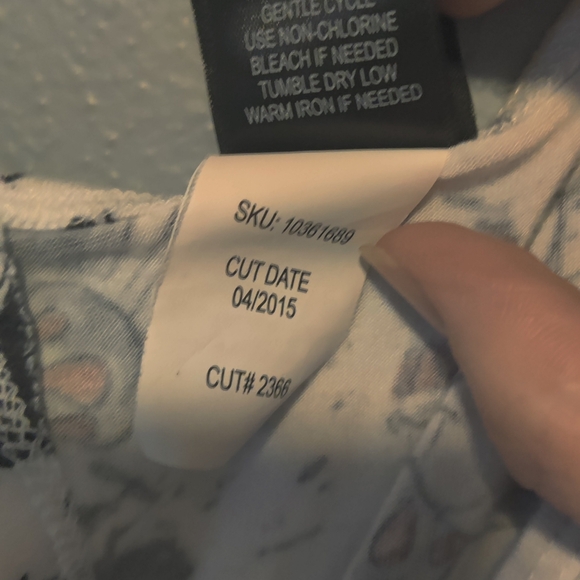 GENTLE CYCLE
USE NON-CHLORINE
BLEACH IF NEEDED
TUMBLE DRY LOW
WARM IRON IF NEEDED
SKU: 10361689
CUT DATE
04/2015
CUT# 2366